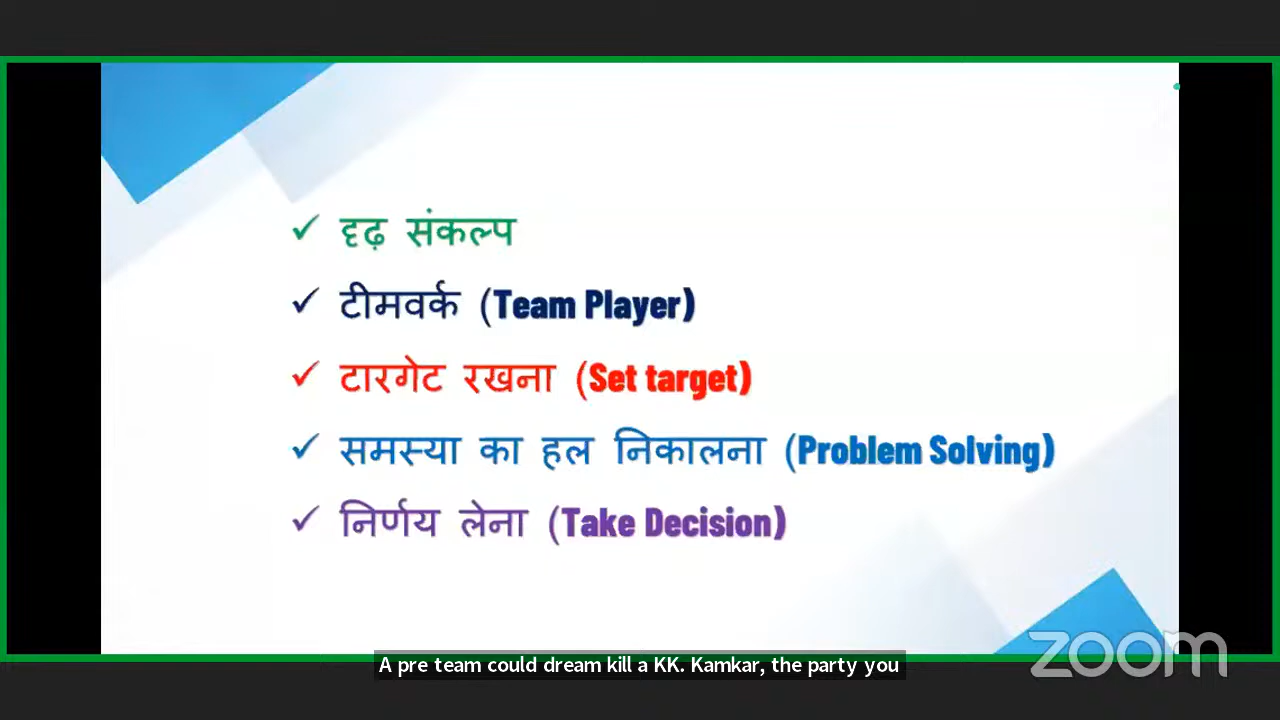 ✓ दृढ़ संकल्प
✓ टीमवर्क (Team Player)
✓ टारगेट रखना (Set target)
✓ समस्या का हल निकालना (Problem Solving)
✓ निर्णय लेना (Take Decision)
zoom
A pre team could dream kill a KK. Kamkar, the party you